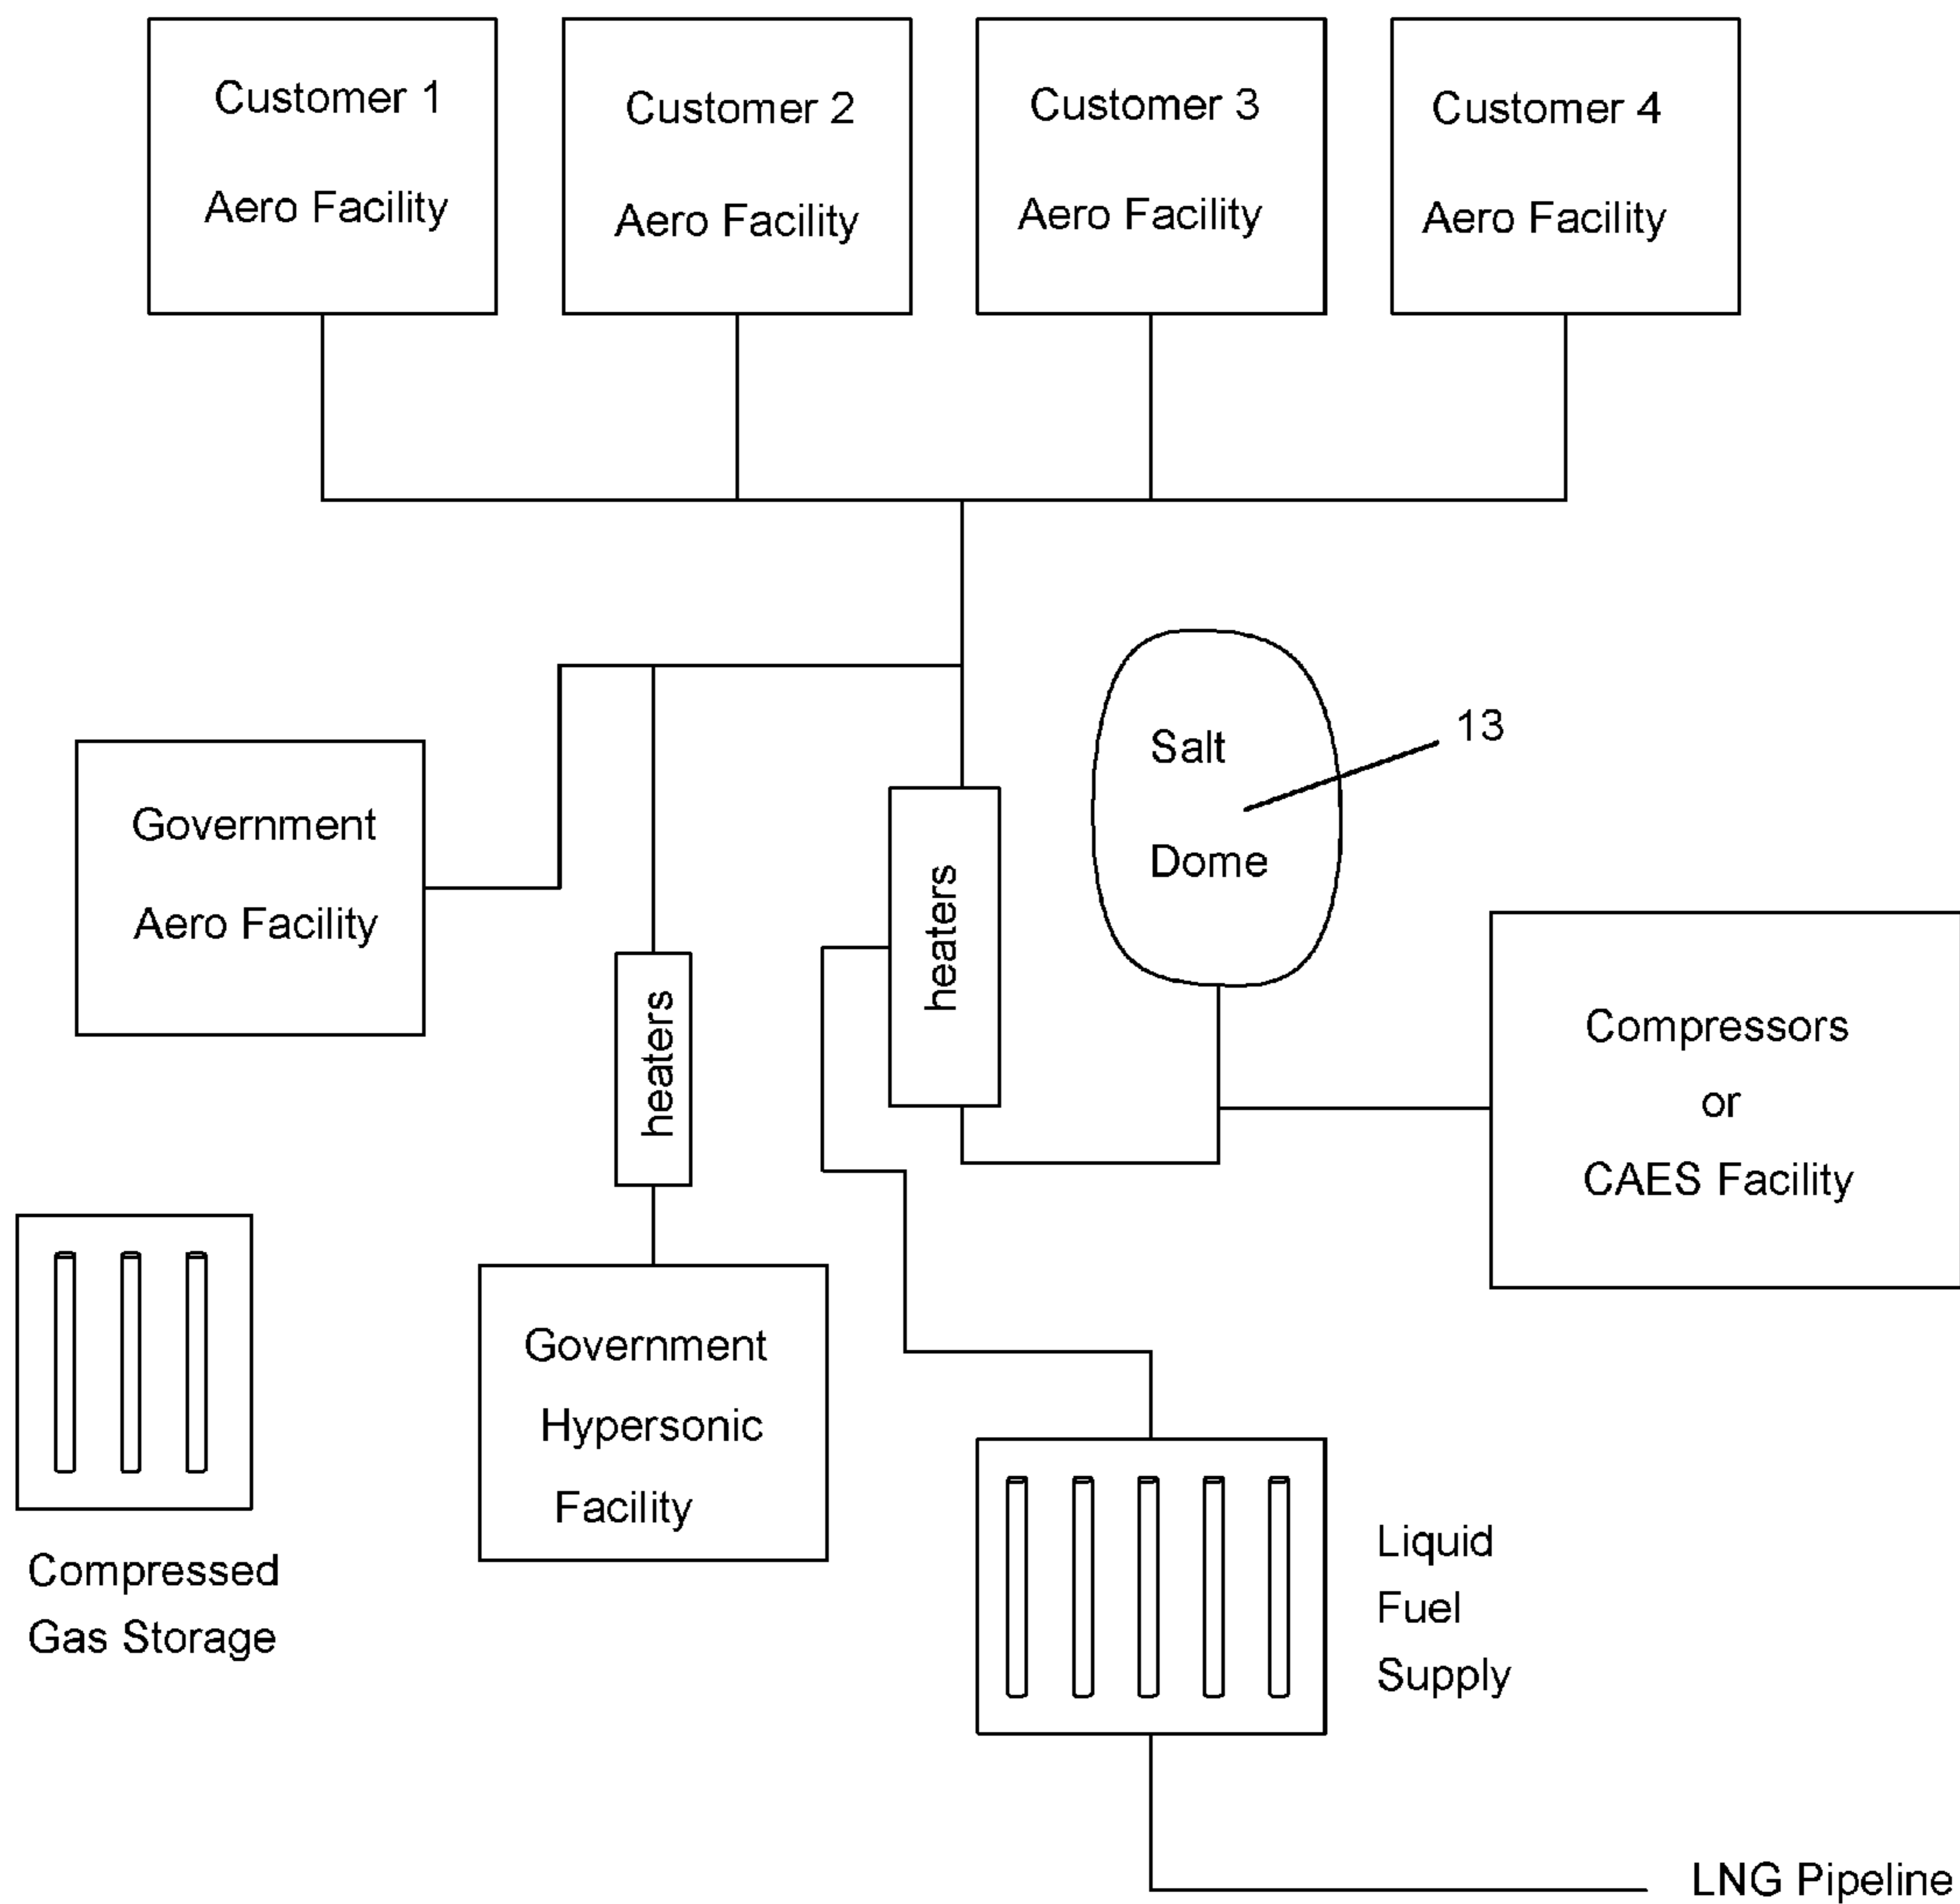 Customer 1
Aero Facility
Customer 2
Aero Facility
Customer 3
Aero Facility
Customer 4
Aero Facility
Salt
Dome
13
Government
Aero Facility
heaters
heaters
Compressors
or
CAES Facility
Government
Hypersonic
Facility
Compressed
Gas Storage
Liquid
Fuel
Supply
LNG Pipeline